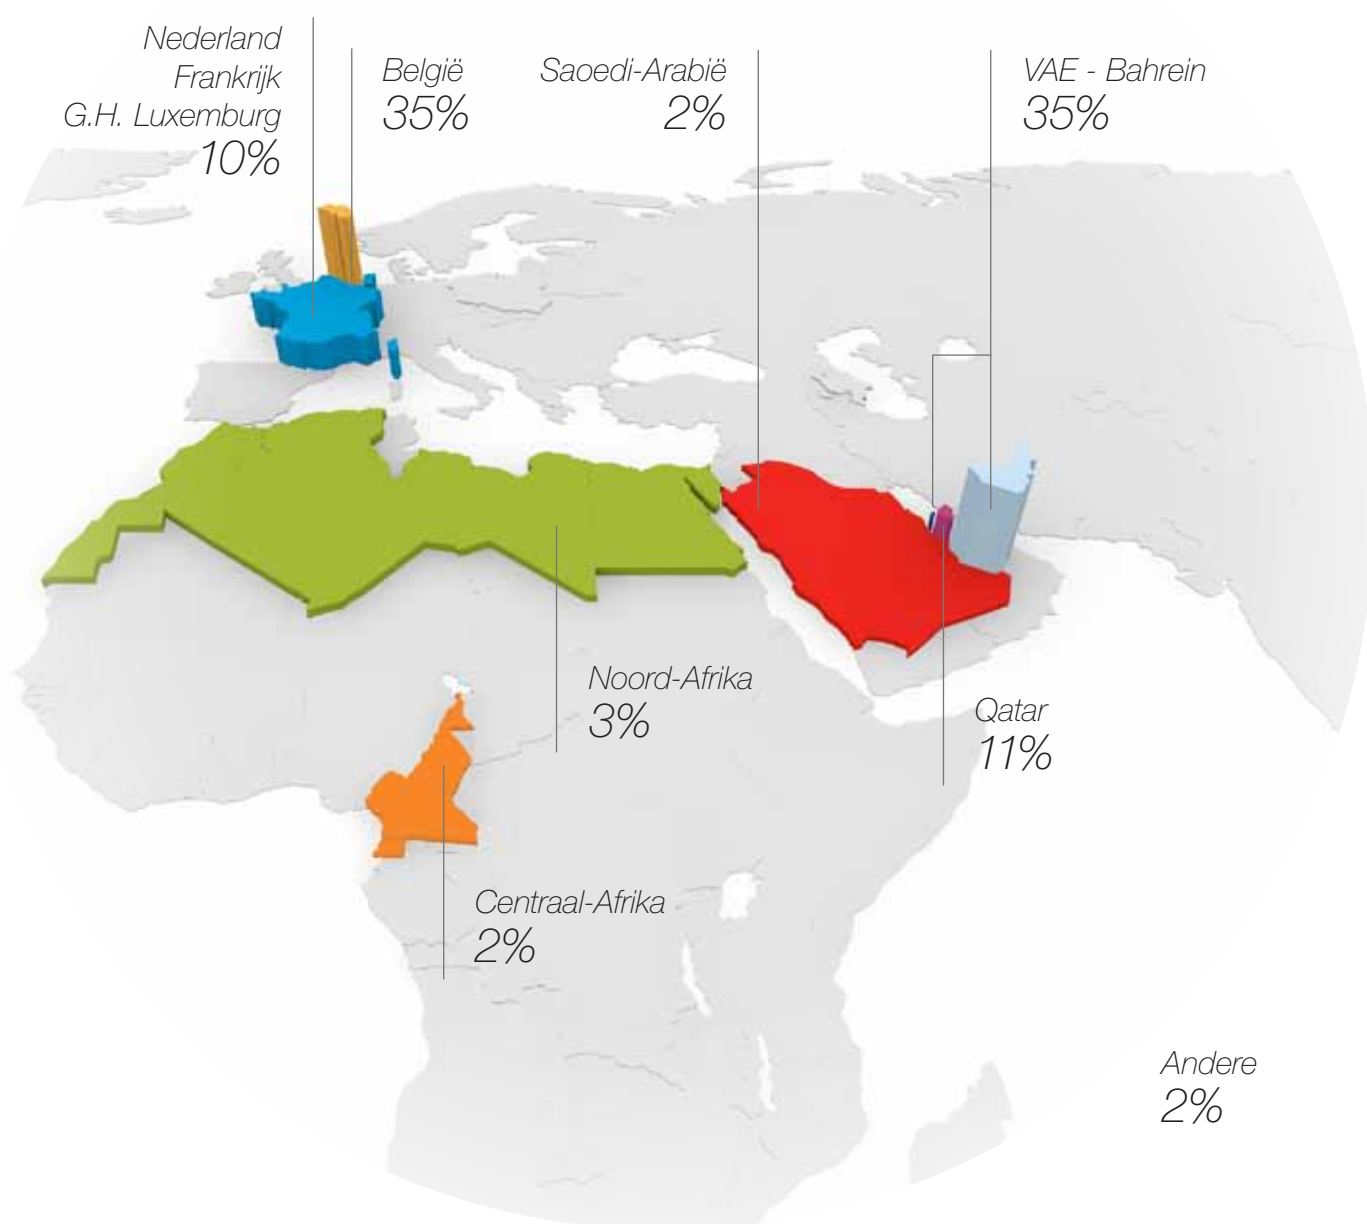 Nederland
Frankrijk
G.H. Luxemburg
10%
België
35%
Saoedi-Arabië
2%
VAE - Bahrein
35%
Noord-Afrika
3%
Qatar
11%
Centraal-Afrika
2%
Andere
2%